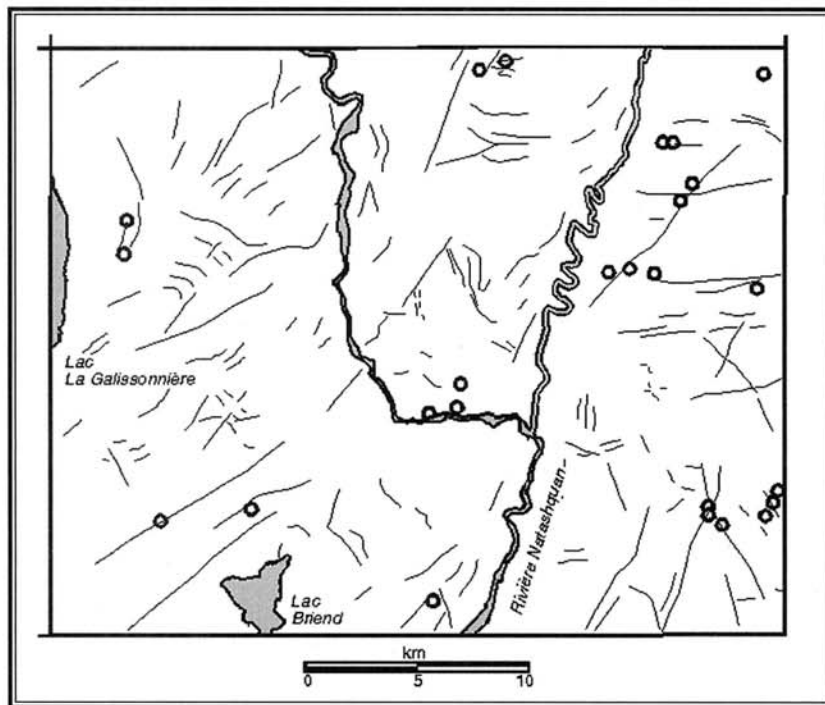 Lac
La Galissonnière
Rivière Natashquan
Lac
Briend
km
0 5 10